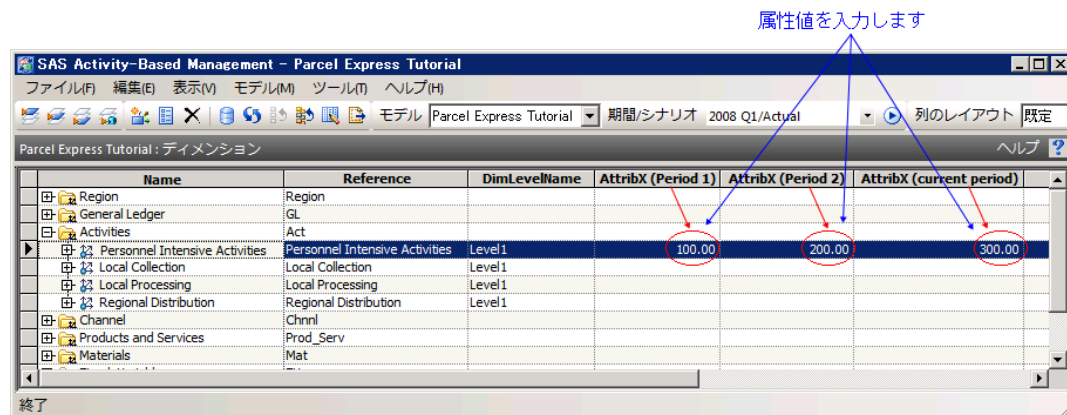 属性値を入力します
SAS Activity-Based Management - Parcel Express Tutorial
ファイル(F) 編集(E) 表示(V) モデル(M) ツール(T) ヘルプ(H)
モデル Parcel Express Tutorial 期間/シナリオ 2008 Q1/Actual 列のレイアウト 既定
Parcel Express Tutorial : ディメンション ヘルプ ?
Name Reference DimLevelName AttribX (Period 1) AttribX (Period 2) AttribX (current period)
Region Region
General Ledger GL
Activities Act
Personnel Intensive Activities Personnel Intensive Activities Level1 100.00 200.00 300.00
Local Collection Local Collection Level1
Local Processing Local Processing Level1
Regional Distribution Regional Distribution Level1
Channel Chnnl
Products and Services Prod_Serv
Materials Mat
終了